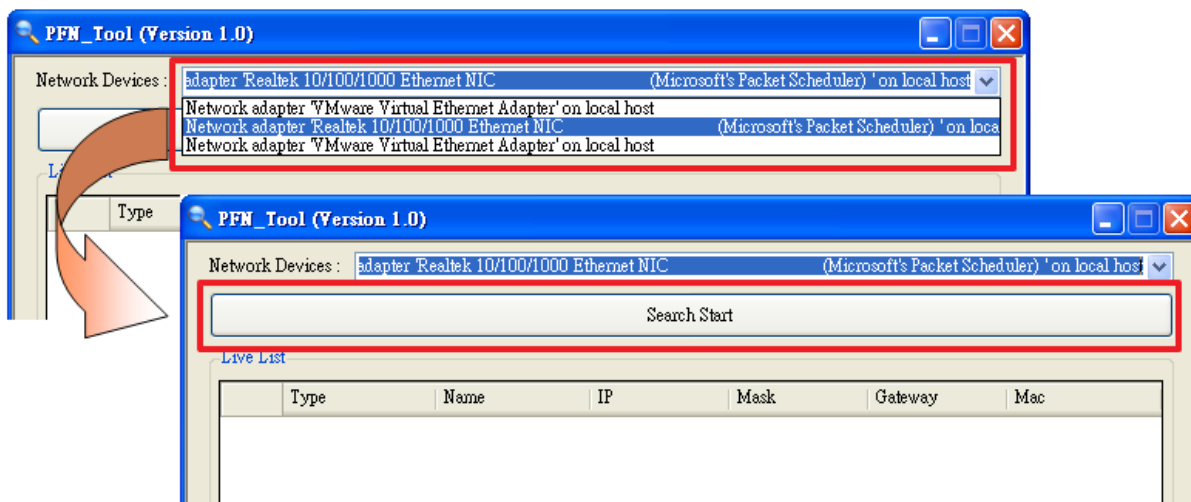 PFN_Tool (Version 1.0)
Network Devices : adapter 'Realtek 10/100/1000 Ethernet NIC (Microsoft's Packet Scheduler) ' on local host
Network adapter 'VMware Virtual Ethernet Adapter' on local host
Network adapter 'Realtek 10/100/1000 Ethernet NIC (Microsoft's Packet Scheduler) ' on loca
Network adapter 'VMware Virtual Ethernet Adapter' on local host
Type
PFN_Tool (Version 1.0)
Network Devices : adapter 'Realtek 10/100/1000 Ethernet NIC (Microsoft's Packet Scheduler) ' on local host
Search Start
Live List
Type Name IP Mask Gateway Mac